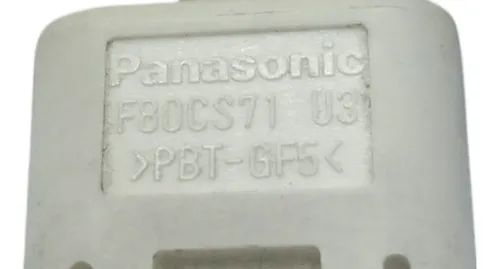 Panasonic
F80CS71 U3
>PBT-GF5<